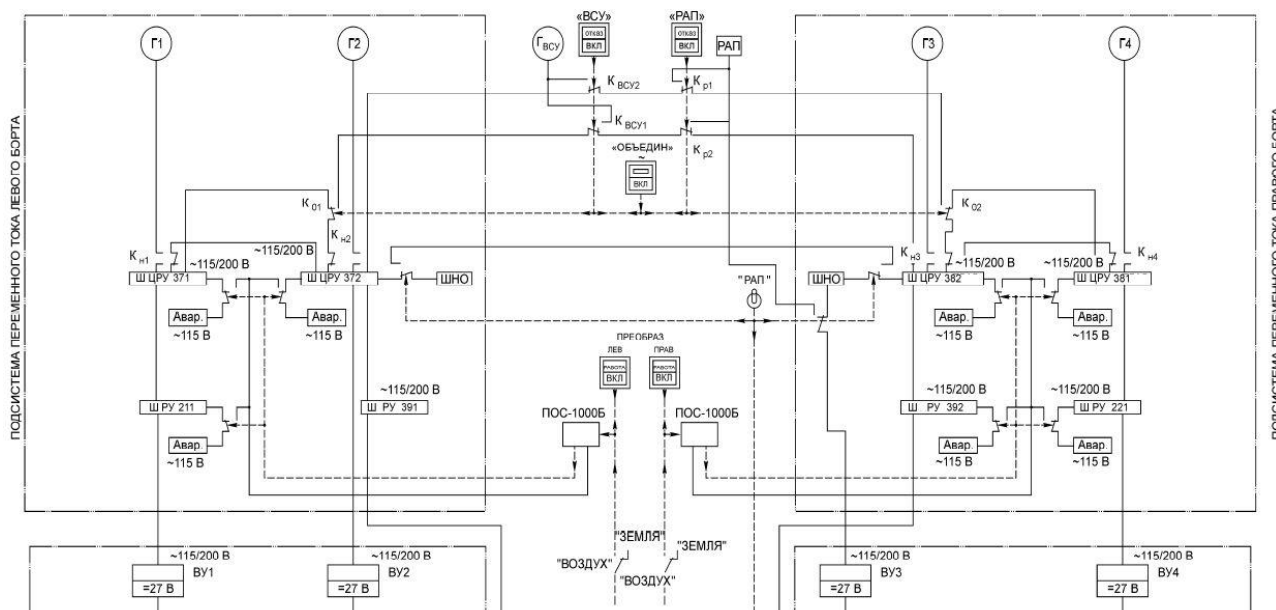 «ВСУ»
«РАП»
ОТКАЗ
ВКЛ
ОТКАЗ
ВКЛ
Г1
Г2
Г ВСУ
РАП
Г3
Г4
К ВСУ2
К р1
К ВСУ1
К р2
«ОБЪЕДИН»
~
ВКЛ
ПОДСИСТЕМА ПЕРЕМЕННОГО ТОКА ЛЕВОГО БОРТА
ПОДСИСТЕМА ПЕРЕМЕННОГО ТОКА ПРАВОГО БОРТА
К 01
К 02
К н2
К н1
~115/200 В
~115/200 В
К н3
~115/200 В
~115/200 В
К н4
Ш ЦРУ 371
Ш ЦРУ 372
ШНО
"РАП"
ШНО
Ш ЦРУ 382
Ш ЦРУ 381
Авар.
~115 В
Авар.
~115 В
Авар.
~115 В
Авар.
~115 В
ПРЕОБРАЗ
ЛЕВ
ПРАВ
РАБОТА
ВКЛ
РАБОТА
ВКЛ
~115/200 В
~115/200 В
~115/200 В
Ш РУ 211
Ш РУ 391
ПОС-1000Б
ПОС-1000Б
Ш РУ 392
Ш РУ 221
Авар.
~115 В
Авар.
~115 В
Авар.
~115 В
"ЗЕМЛЯ"
"ЗЕМЛЯ"
"ВОЗДУХ"
"ВОЗДУХ"
~115/200 В
~115/200 В
~115/200 В
~115/200 В
ВУ1
ВУ2
ВУ3
ВУ4
=27 В
=27 В
=27 В
=27 В